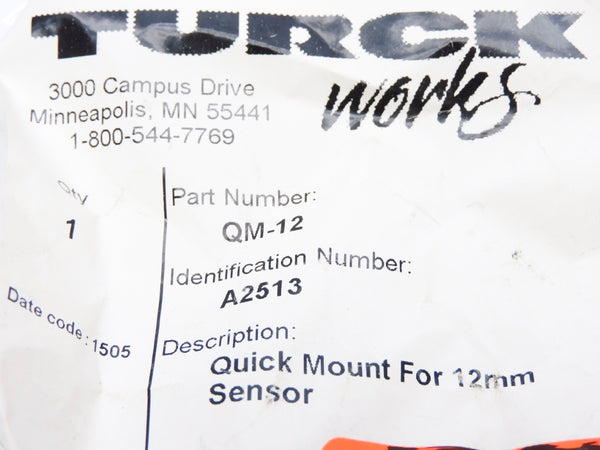 TURCK
works
3000 Campus Drive
Minneapolis, MN 55441
1-800-544-7769
Qty
1
Date code: 1505
Part Number:
QM-12
Identification Number:
A2513
Description:
Quick Mount For 12mm
Sensor